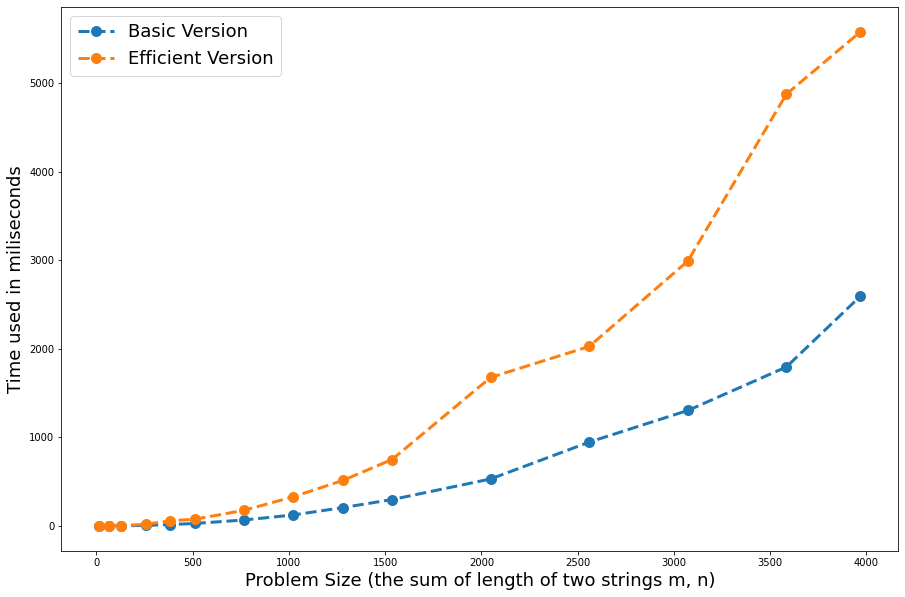 Basic Version
Efficient Version
Time used in miliseconds
5000
4000
3000
2000
1000
0
0 500 1000 1500 2000 2500 3000 3500 4000
Problem Size (the sum of length of two strings m, n)